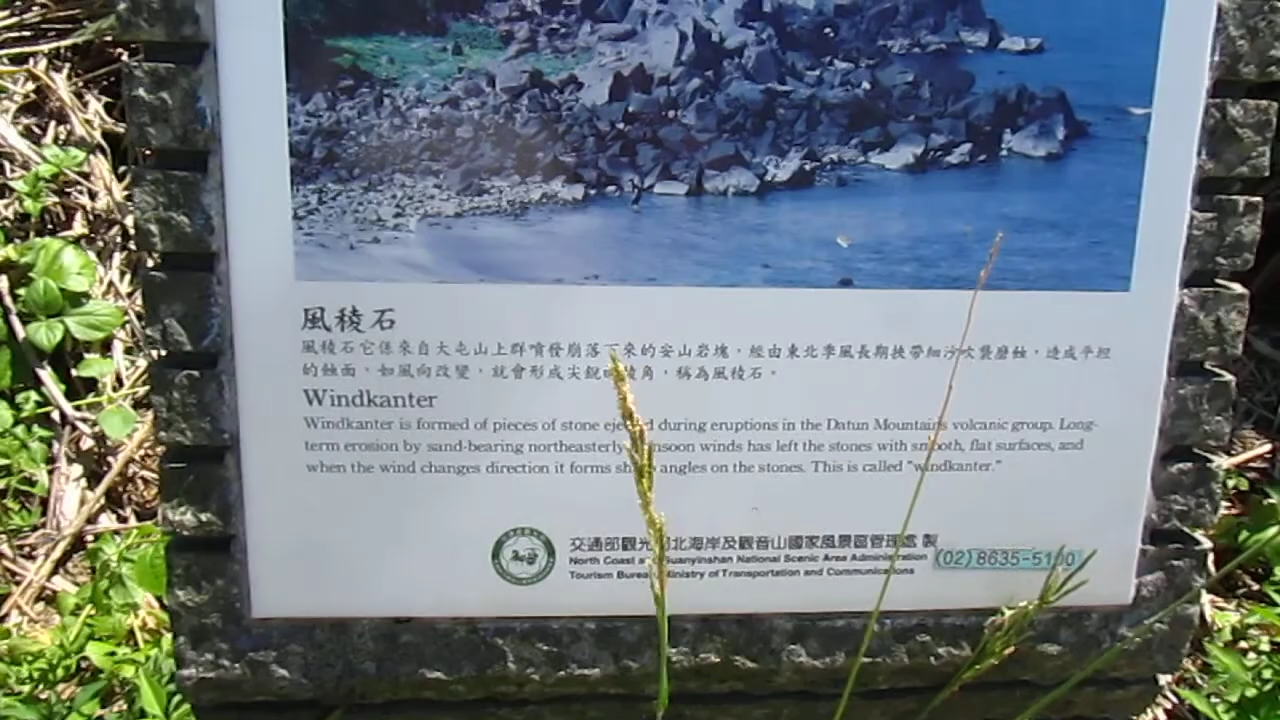 風稜石
風稜石它係來自大屯山上群噴發崩落下來的安山岩塊，經由東北季風長期挾帶細沙吹襲磨蝕，造成平坦
的蝕面，如風向改變，就會形成尖銳的稜角，稱為風稜石。
Windkanter
Windkanter is formed of pieces of stone ejected during eruptions in the Datun Mountains volcanic group. Long-
term erosion by sand-bearing northeasterly monsoon winds has left the stones with smooth, flat surfaces, and
when the wind changes direction it forms sharp angles on the stones. This is called "windkanter."
交通部觀光局北海岸及觀音山國家風景區管理處 製
North Coast and Guanyinshan National Scenic Area Administration
Tourism Bureau, Ministry of Transportation and Communications
(02) 8635-5100